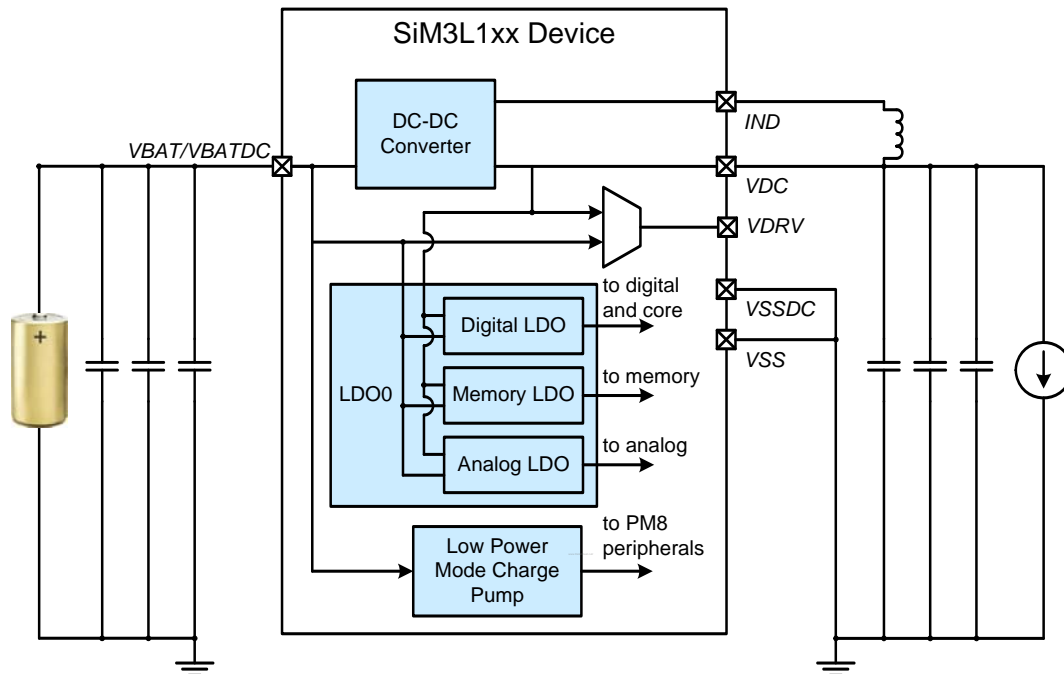 SiM3L1xx Device
DC-DC
Converter
IND
VBAT/VBATDC
VDC
VDRV
to digital
and core
VSSDC
Digital LDO
VSS
LDO0
to memory
Memory LDO
to analog
Analog LDO
to PM8
peripherals
Low Power
Mode Charge
Pump
+